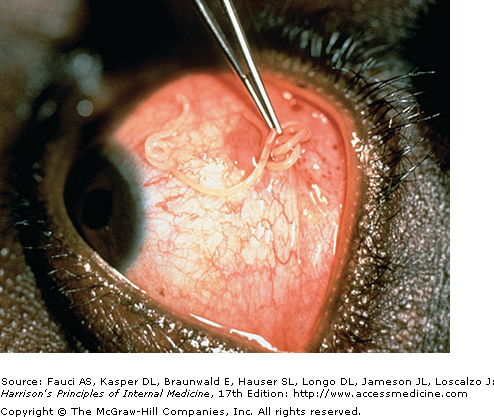 Source: Fauci AS, Kasper DL, Braunwald E, Hauser SL, Longo DL, Jameson JL, Loscalzo J:
Harrison's Principles of Internal Medicine, 17th Edition: http://www.accessmedicine.com
Copyright © The McGraw-Hill Companies, Inc. All rights reserved.